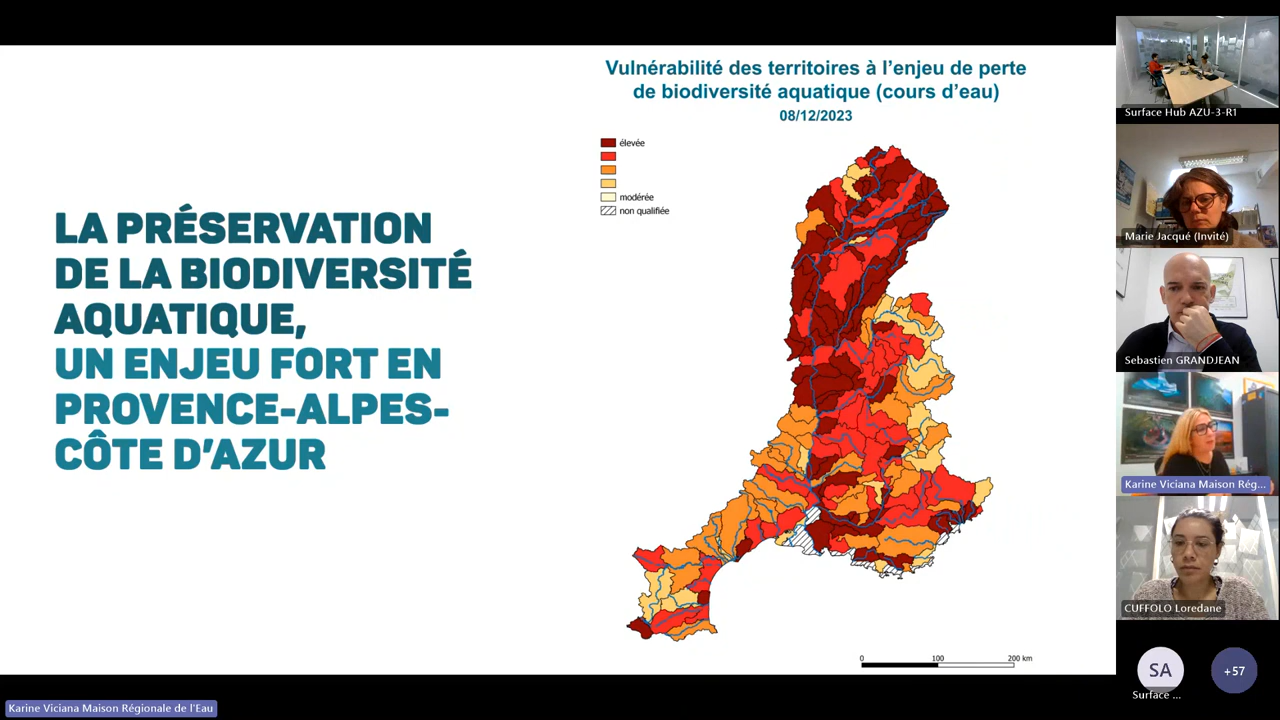 LA PRÉSERVATION
DE LA BIODIVERSITÉ
AQUATIQUE,
UN ENJEU FORT EN
PROVENCE-ALPES-
CÔTE D'AZUR
Vulnérabilité des territoires à l'enjeu de perte
de biodiversité aquatique (cours d'eau)
08/12/2023
élevée
modérée
non qualifiée
0 100 200 km
Surface Hub AZU-3-R1
Marie Jacqué (Invité)
Sebastien GRANDJEAN
Karine Viciana Maison Rég...
CUFFOLO Loredane
SA
+57
Surface ...
Karine Viciana Maison Régionale de l'Eau